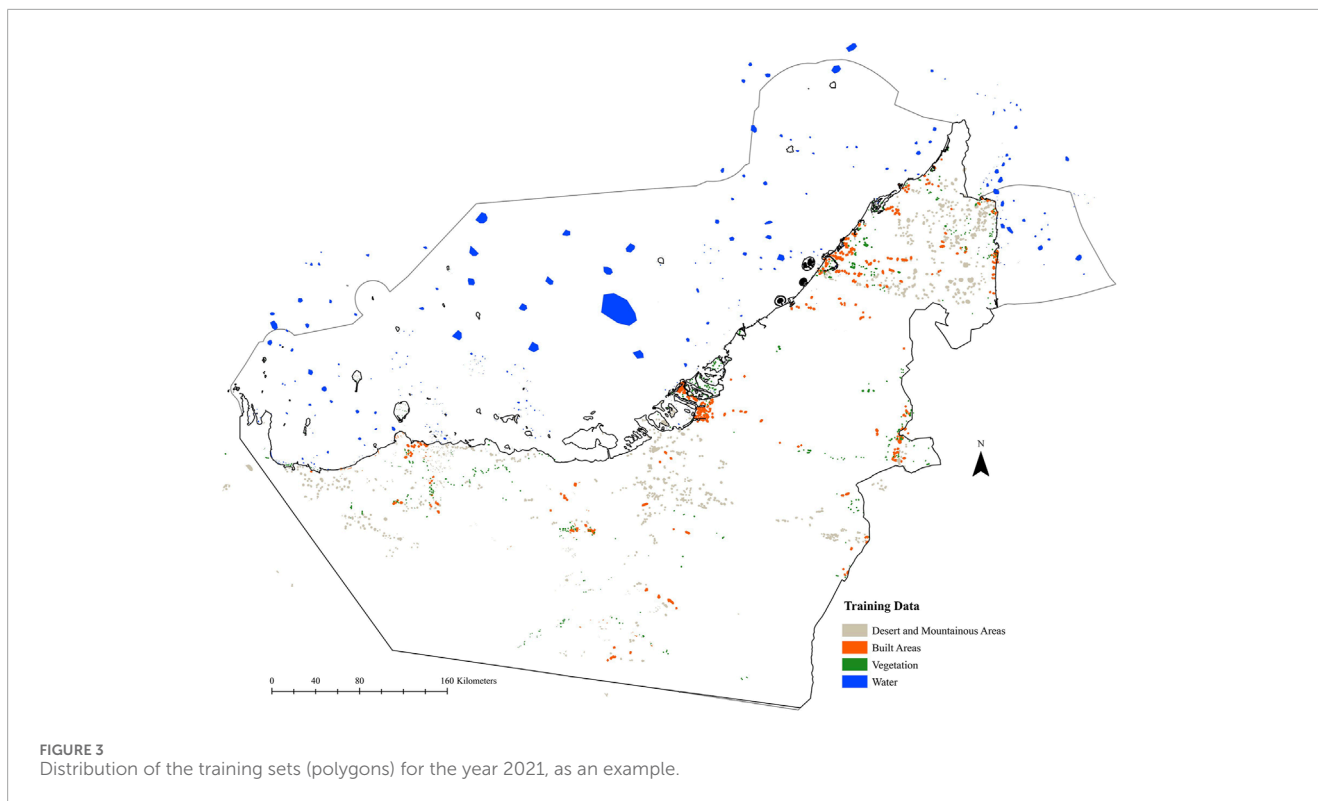 N
Training Data
Desert and Mountainous Areas
Built Areas
Vegetation
Water
0 40 80 160 Kilometers
FIGURE 3
Distribution of the training sets (polygons) for the year 2021, as an example.